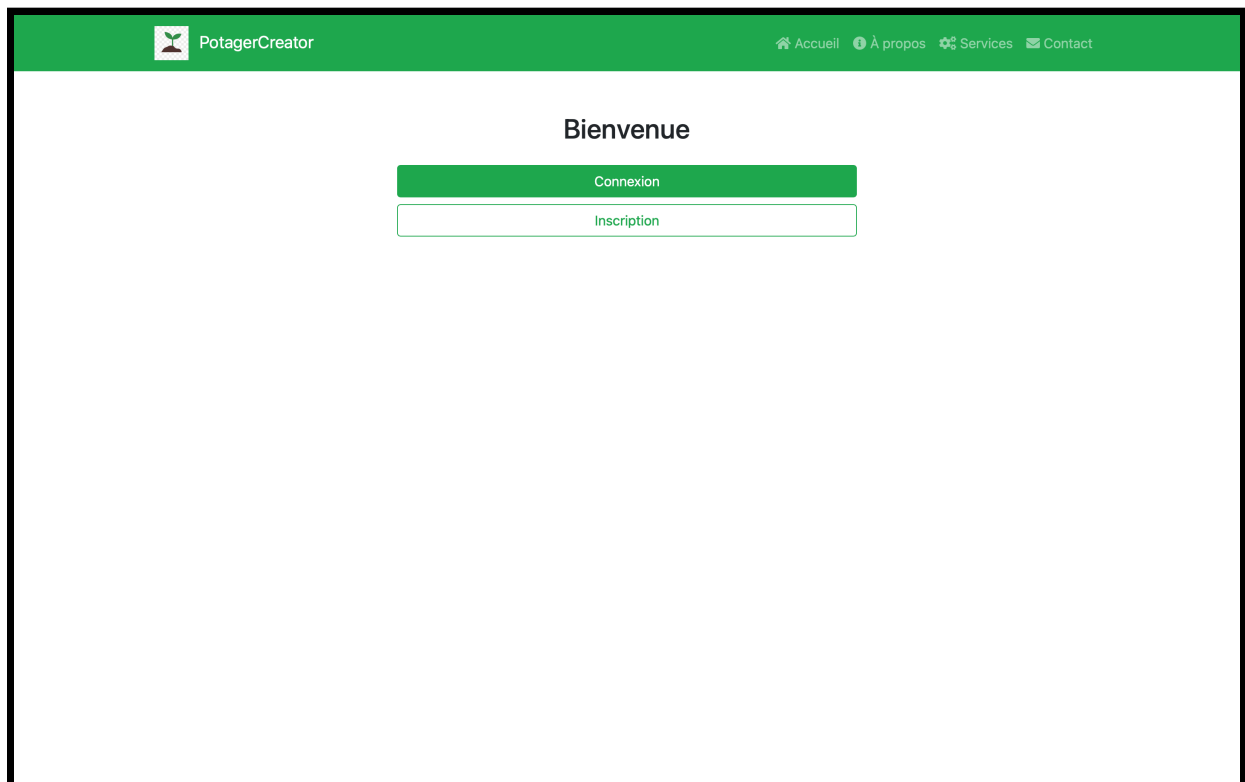 PotagerCreator
Accueil À propos Services Contact
Bienvenue
Connexion
Inscription